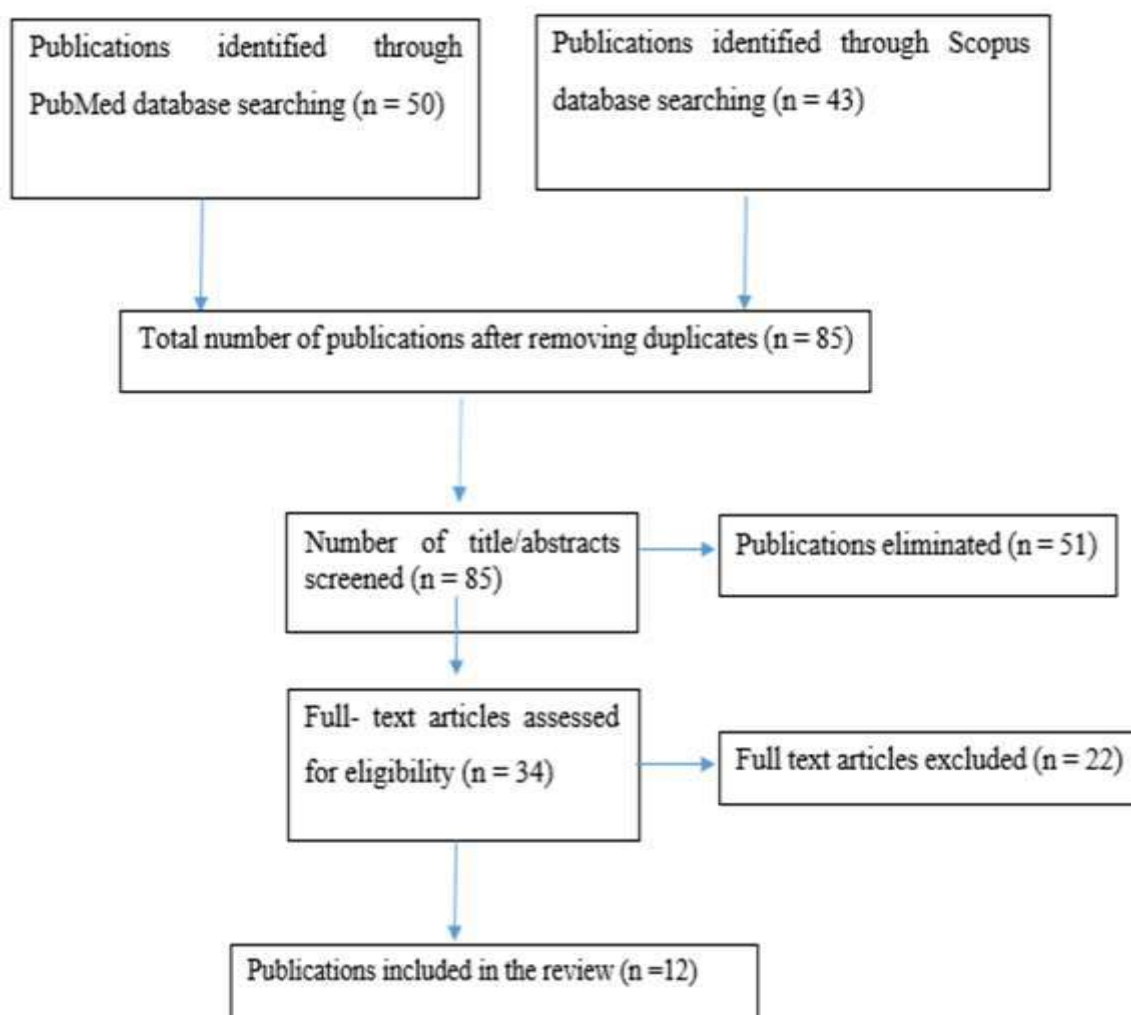 Publications identified through
PubMed database searching (n = 50)
Publications identified through Scopus
database searching (n = 43)
Total number of publications after removing duplicates (n = 85)
Number of title/abstracts
screened (n = 85)
Publications eliminated (n = 51)
Full- text articles assessed
for eligibility (n = 34)
Full text articles excluded (n = 22)
Publications included in the review (n =12)